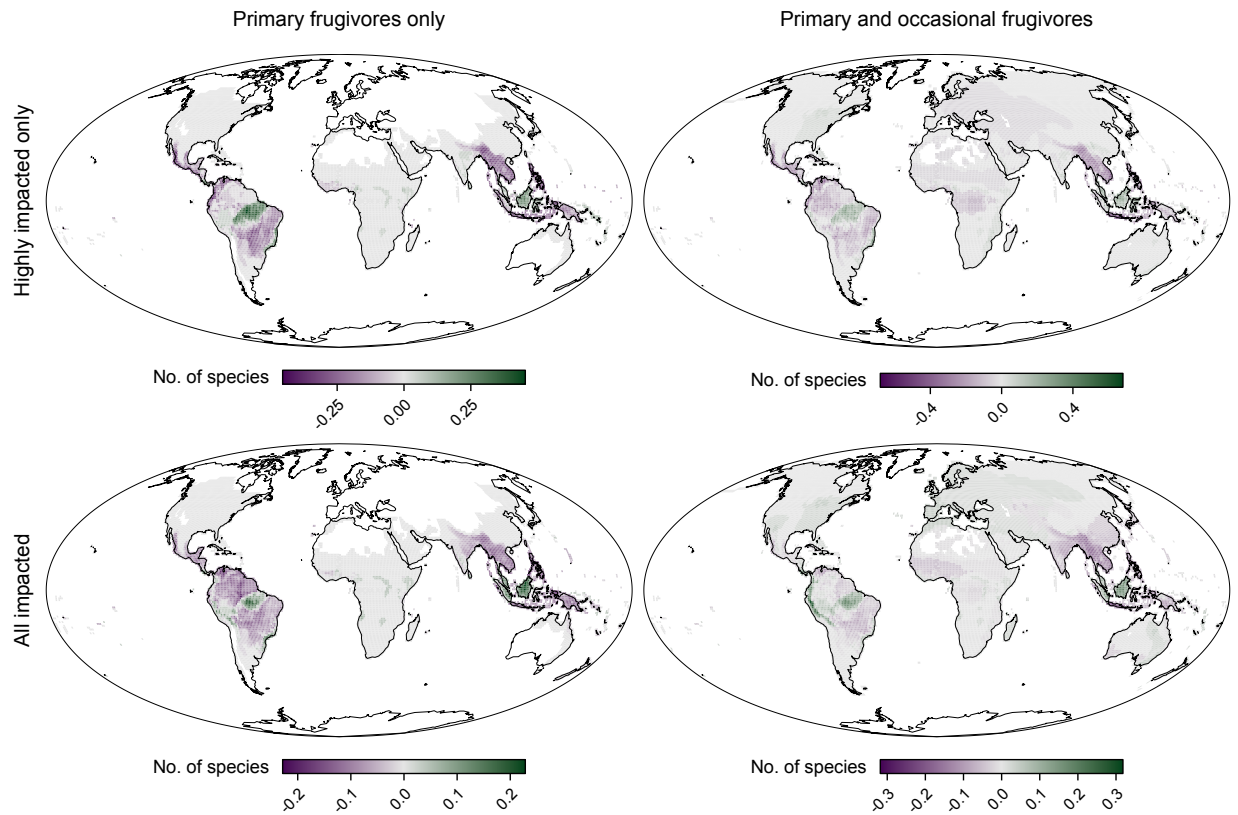 Primary frugivores only
Primary and occasional frugivores
Highly impacted only
No. of species
-0.25
0.00
0.25
No. of species
-0.4
0.0
0.4
All impacted
No. of species
-0.2
-0.1
0.0
0.1
0.2
No. of species
-0.3
-0.2
-0.1
0.0
0.1
0.2
0.3